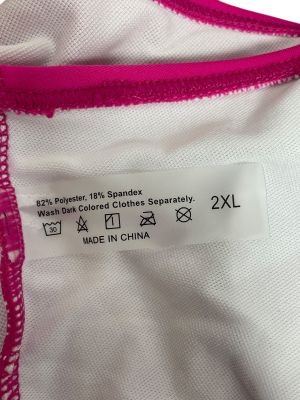 82% Polyester, 18% Spandex
Wash Dark Colored Clothes Separately.
30
2XL
MADE IN CHINA